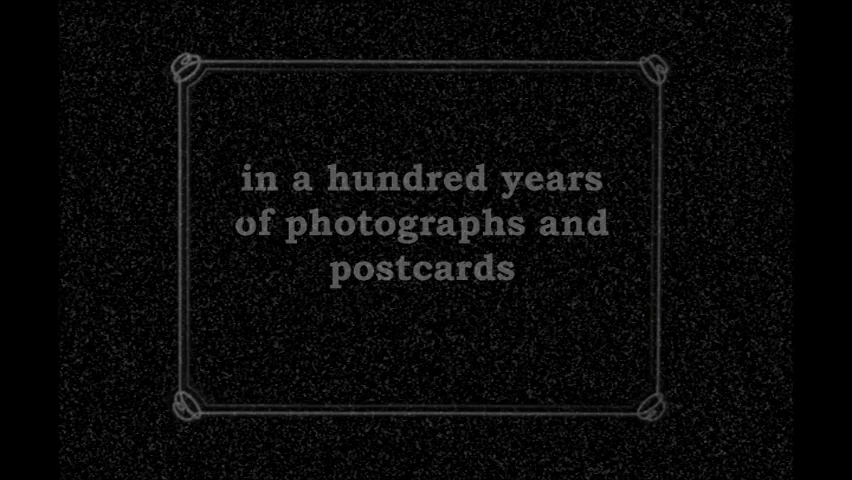 in a hundred years
of photographs and
postcards